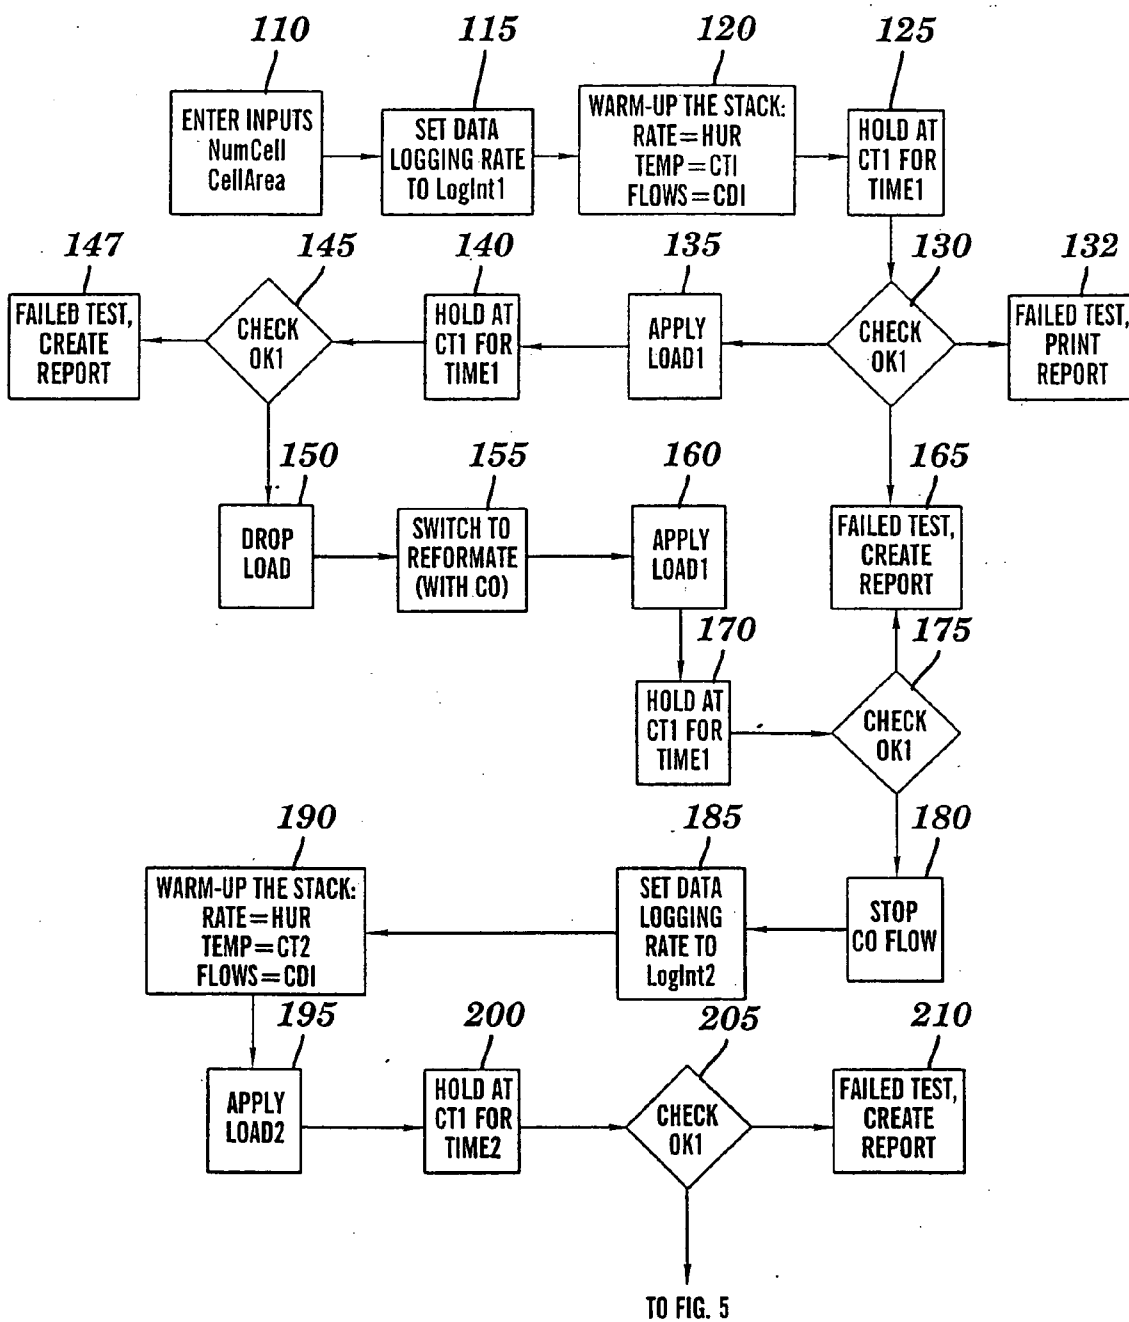 110
115
120
125
ENTER INPUTS
NumCell
CellArea
SET DATA
LOGGING RATE
TO LogInt1
WARM-UP THE STACK:
RATE=HUR
TEMP=CTI
FLOWS=CDI
HOLD AT
CT1 FOR
TIME1
147
145
140
135
130
132
FAILED TEST,
CREATE
REPORT
CHECK
OK1
HOLD AT
CT1 FOR
TIME1
APPLY
LOAD1
CHECK
OK1
FAILED TEST,
PRINT
REPORT
150
155
160
165
DROP
LOAD
SWITCH TO
REFORMATE
(WITH CO)
APPLY
LOAD1
FAILED TEST,
CREATE
REPORT
170
175
HOLD AT
CT1 FOR
TIME1
CHECK
OK1
190
185
180
WARM-UP THE STACK:
RATE=HUR
TEMP=CT2
FLOWS=CDI
SET DATA
LOGGING
RATE TO
LogInt2
STOP
CO FLOW
195
200
205
210
APPLY
LOAD2
HOLD AT
CT1 FOR
TIME2
CHECK
OK1
FAILED TEST,
CREATE
REPORT
TO FIG. 5